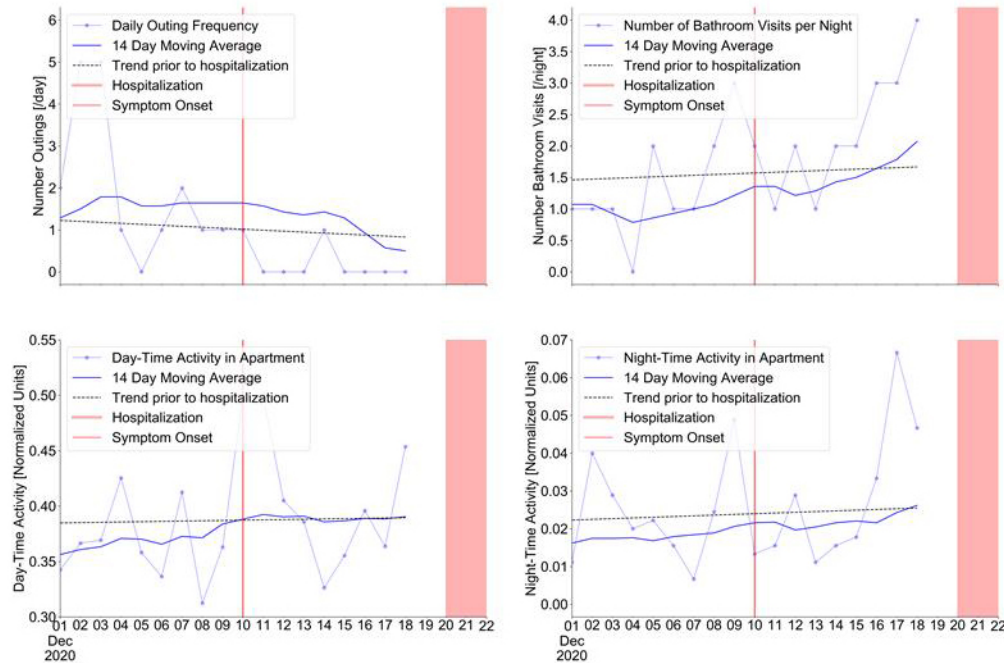 Daily Outing Frequency
14 Day Moving Average
Trend prior to hospitalization
Hospitalization
Symptom Onset
Number Outings [/day]
6
5
4
3
2
1
0
Number of Bathroom Visits per Night
14 Day Moving Average
Trend prior to hospitalization
Hospitalization
Symptom Onset
Number Bathroom Visits [/night]
4.0
3.5
3.0
2.5
2.0
1.5
1.0
0.5
0.0
Day-Time Activity in Apartment
14 Day Moving Average
Trend prior to hospitalization
Hospitalization
Symptom Onset
Day-Time Activity [Normalized Units]
0.55
0.50
0.45
0.40
0.35
0.30
01 02 03 04 05 06 07 08 09 10 11 12 13 14 15 16 17 18 19 20 21 22
Dec
2020
Night-Time Activity in Apartment
14 Day Moving Average
Trend prior to hospitalization
Hospitalization
Symptom Onset
Night-Time Activity [Normalized Units]
0.07
0.06
0.05
0.04
0.03
0.02
0.01
0.00
01 02 03 04 05 06 07 08 09 10 11 12 13 14 15 16 17 18 19 20 21 22
Dec
2020